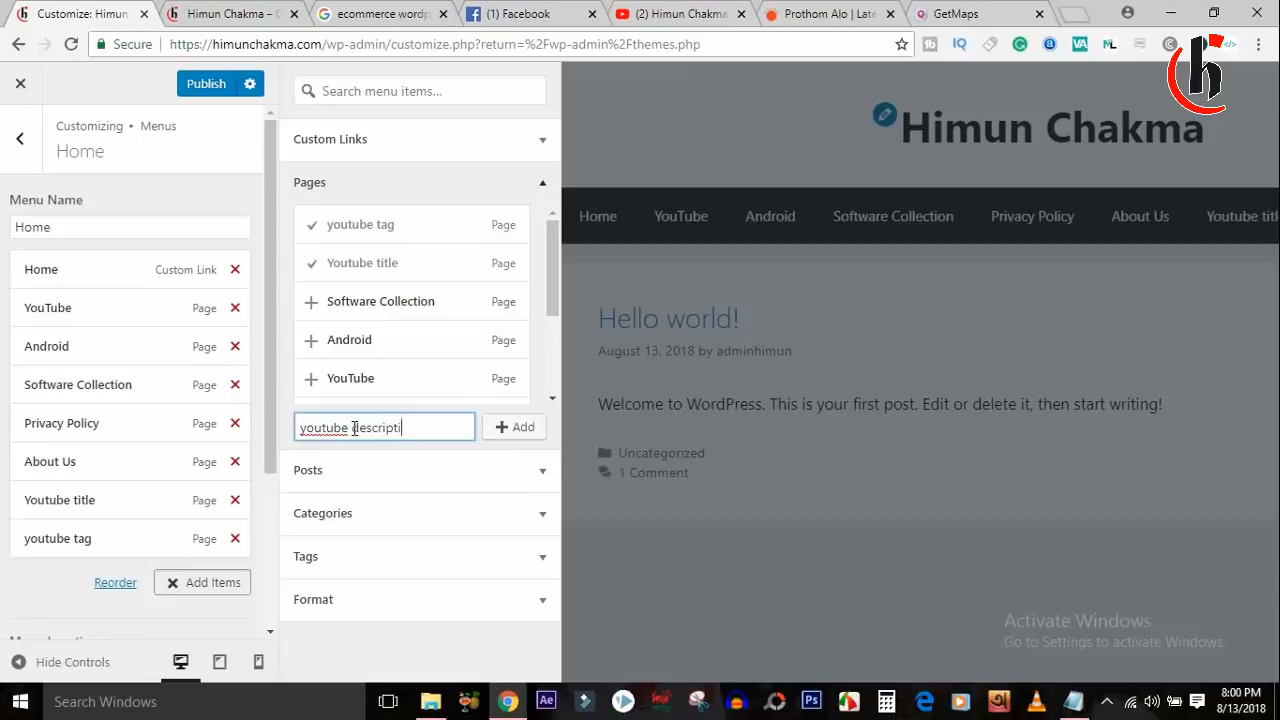 Customize: Himun
Himun Chakma – C
ecommerce wordp
(1) Facebook
(2) Himun Chakma
Prothom Alo | Late
GetMaps
Secure
https://himunchakma.com/wp-admin/customize.php?return=%2Fwp-admin%2Fthemes.php
Publish
Customizing • Menus
Home
Menu Name
Home
Home Custom Link
YouTube Page
Android Page
Software Collection Page
Privacy Policy Page
About Us Page
Youtube title Page
youtube tag Page
Reorder
Add Items
Hide Controls
Search menu items...
Custom Links
Pages
youtube tag Page
Youtube title Page
Software Collection Page
Android Page
YouTube Page
youtube descripti
Add
Posts
Categories
Tags
Format
Himun Chakma
Home YouTube Android Software Collection Privacy Policy About Us Youtube titl
Hello world!
August 13, 2018 by adminhimun
Welcome to WordPress. This is your first post. Edit or delete it, then start writing!
Uncategorized
1 Comment
Activate Windows
Go to Settings to activate Windows.
Search Windows
8:00 PM
8/13/2018